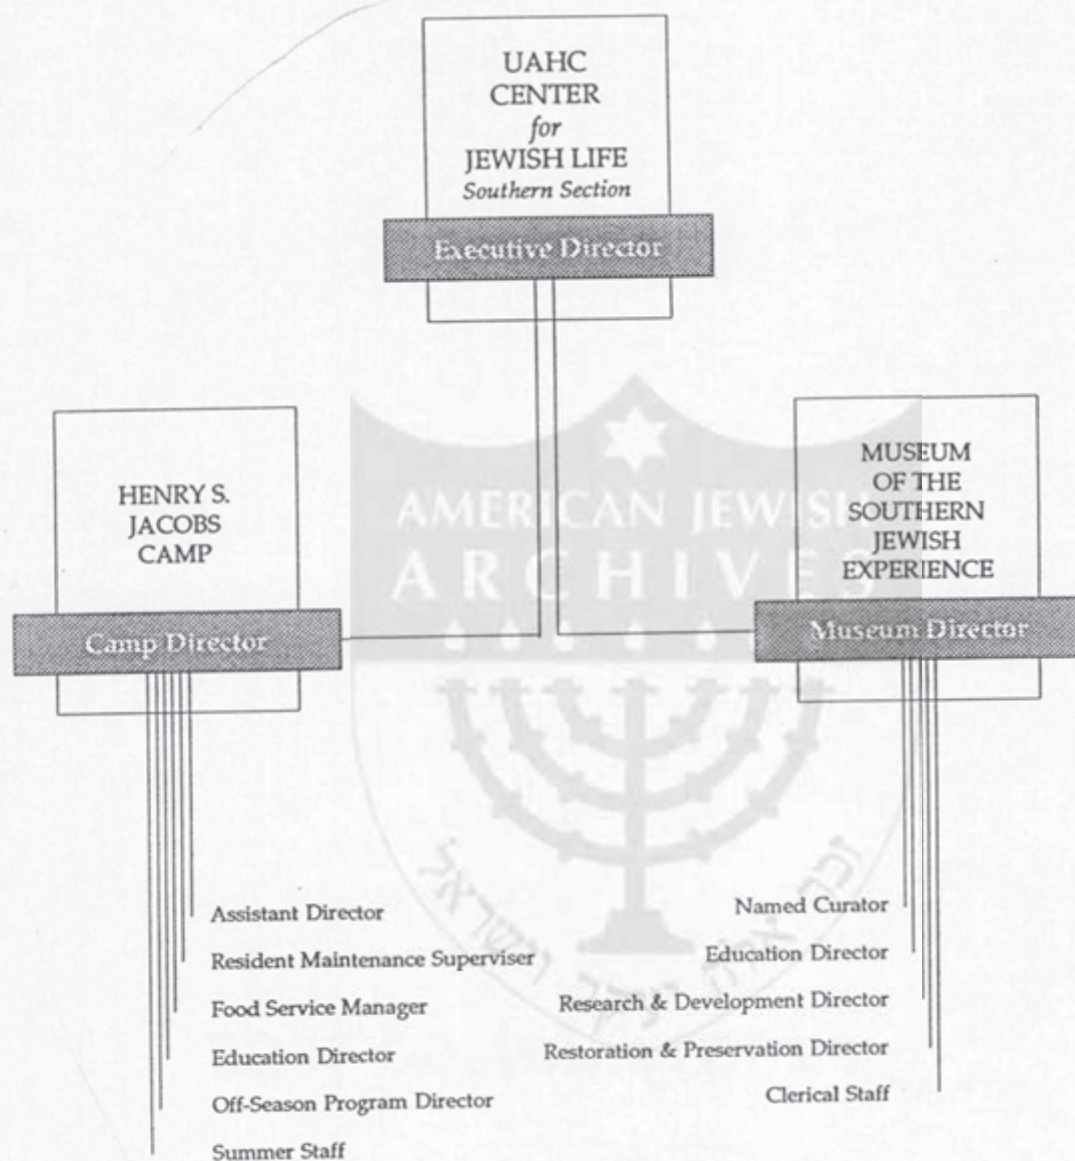 UAHC
CENTER
for
JEWISH LIFE
Southern Section
Executive Director
HENRY S.
JACOBS
CAMP
Camp Director
MUSEUM
OF THE
SOUTHERN
JEWISH
EXPERIENCE
Museum Director
AMERICAN JEWISH
ARCHIVES
Assistant Director
Resident Maintenance Superviser
Food Service Manager
Education Director
Off-Season Program Director
Summer Staff
Named Curator
Education Director
Research & Development Director
Restoration & Preservation Director
Clerical Staff